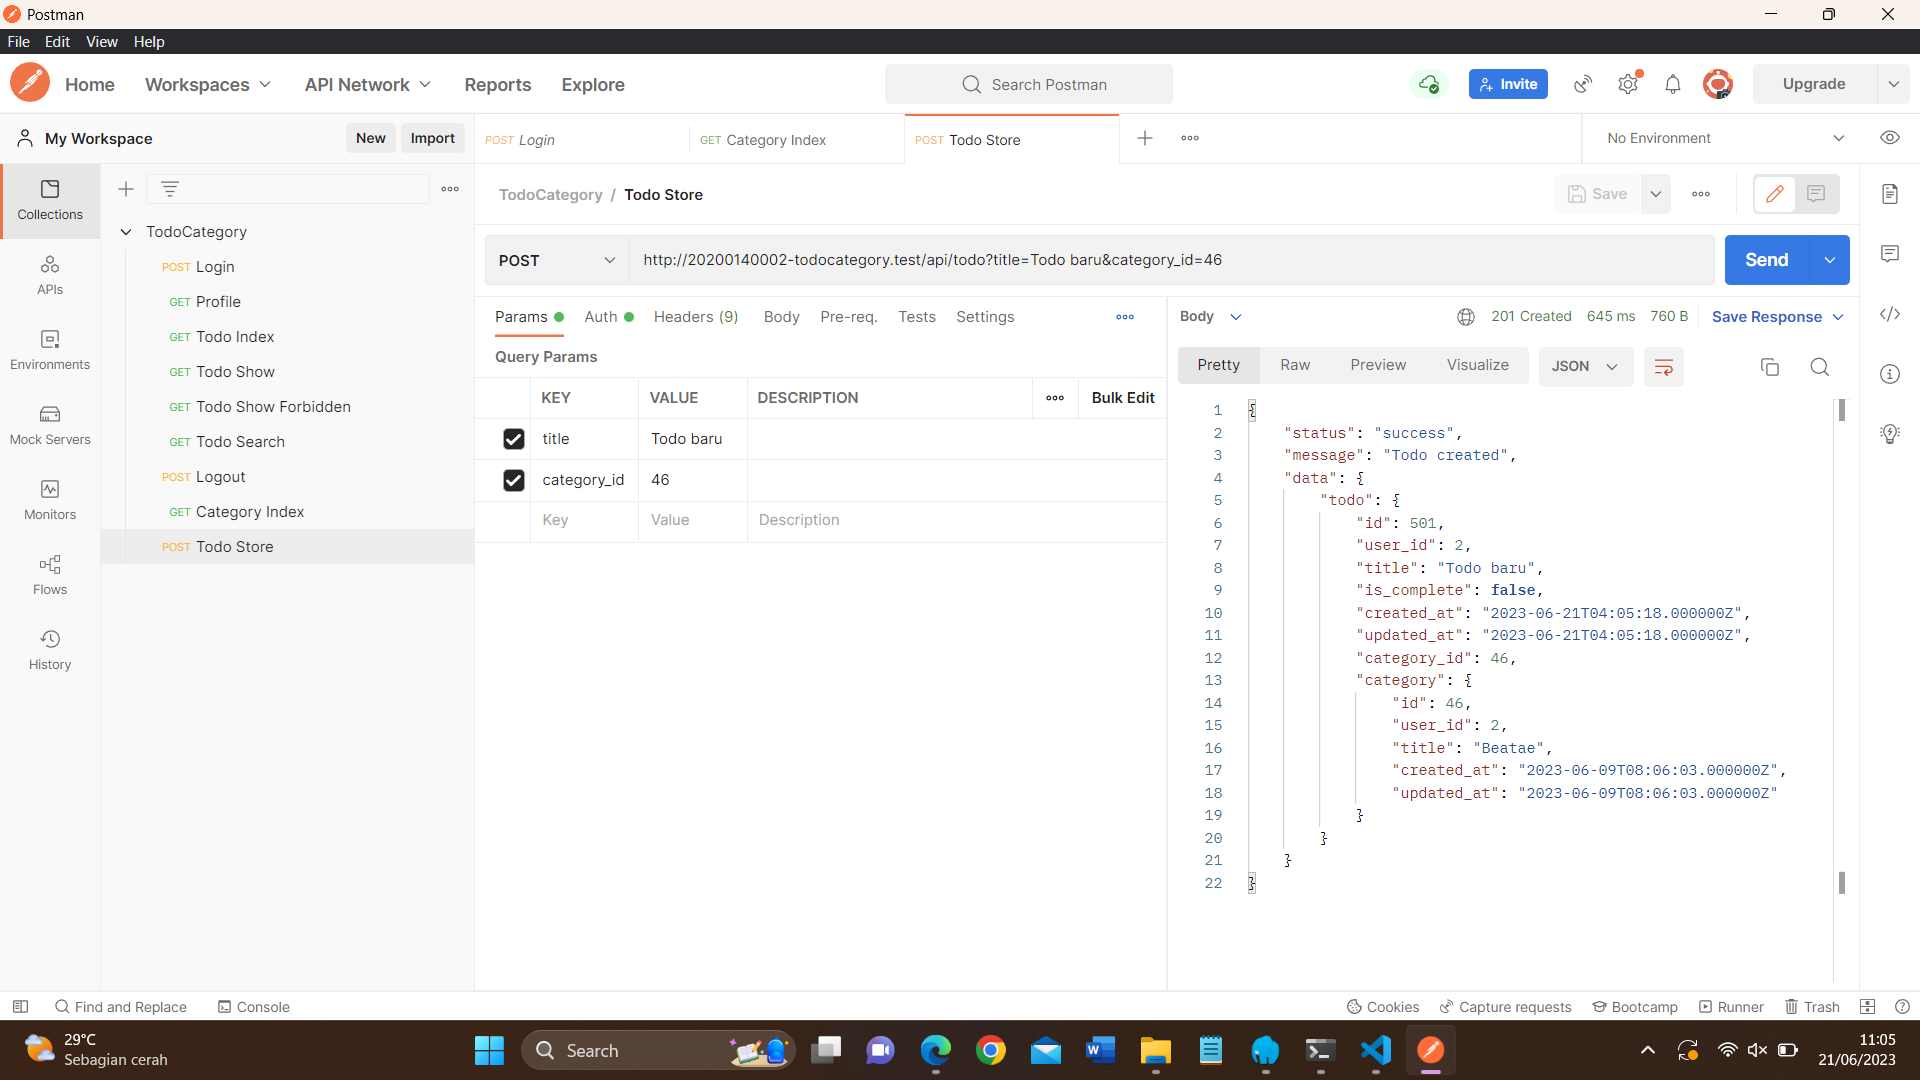 Postman
File Edit View Help
Home Workspaces API Network Reports Explore Search Postman Invite Upgrade
My Workspace New Import POST Login GET Category Index POST Todo Store No Environment
Collections
APIs
Environments
Mock Servers
Monitors
Flows
History
TodoCategory
POST Login
GET Profile
GET Todo Index
GET Todo Show
GET Todo Show Forbidden
GET Todo Search
POST Logout
GET Category Index
POST Todo Store
TodoCategory / Todo Store Save
POST http://20200140002-todocategory.test/api/todo?title=Todo baru&category_id=46 Send
Params Auth Headers (9) Body Pre-req. Tests Settings
Query Params
KEY VALUE DESCRIPTION Bulk Edit
title Todo baru
category_id 46
Key Value Description
Body 201 Created 645 ms 760 B Save Response
Pretty Raw Preview Visualize JSON
1 {
2 "status": "success",
3 "message": "Todo created",
4 "data": {
5 "todo": {
6 "id": 501,
7 "user_id": 2,
8 "title": "Todo baru",
9 "is_complete": false,
10 "created_at": "2023-06-21T04:05:18.000000Z",
11 "updated_at": "2023-06-21T04:05:18.000000Z",
12 "category_id": 46,
13 "category": {
14 "id": 46,
15 "user_id": 2,
16 "title": "Beatae",
17 "created_at": "2023-06-09T08:06:03.000000Z",
18 "updated_at": "2023-06-09T08:06:03.000000Z"
19 }
20 }
21 }
22 }
Find and Replace Console Cookies Capture requests Bootcamp Runner Trash
29°C
Sebagian cerah
Search
11:05
21/06/2023